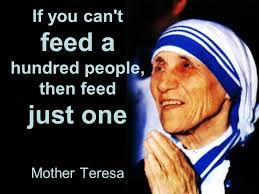 If you can't
feed a
hundred people,
then feed
just one
Mother Teresa